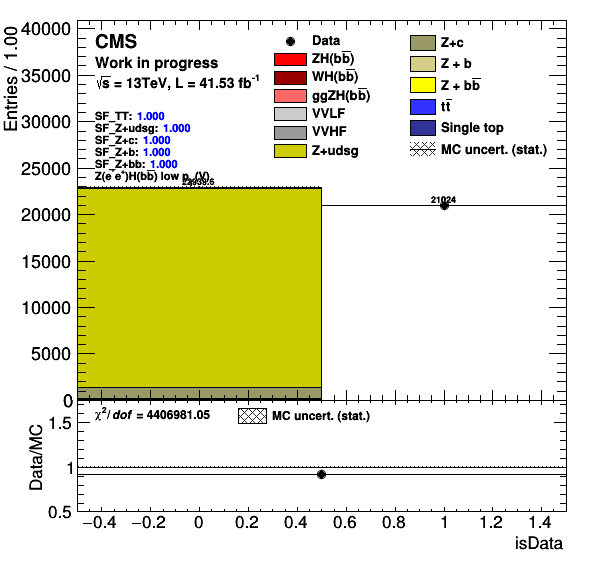 CMS
Work in progress
√s = 13TeV, L = 41.53 fb⁻¹
SF_TT: 1.000
SF_Z+udsg: 1.000
SF_Z+c: 1.000
SF_Z+b: 1.000
SF_Z+bb: 1.000
Z(e⁻e⁺)H(bb̅) low p (V)
Data
ZH(bb̅)
WH(bb̅)
ggZH(bb̅)
VVLF
VVHF
Z+udsg
Z+c
Z + b
Z + bb̅
tt̅
Single top
MC uncert. (stat.)
Entries / 1.00
40000
35000
30000
25000
20000
15000
10000
5000
0
21024
χ²/dof = 4406981.05
MC uncert. (stat.)
Data/MC
1.5
1
0.5
−0.4 −0.2 0 0.2 0.4 0.6 0.8 1 1.2 1.4
isData